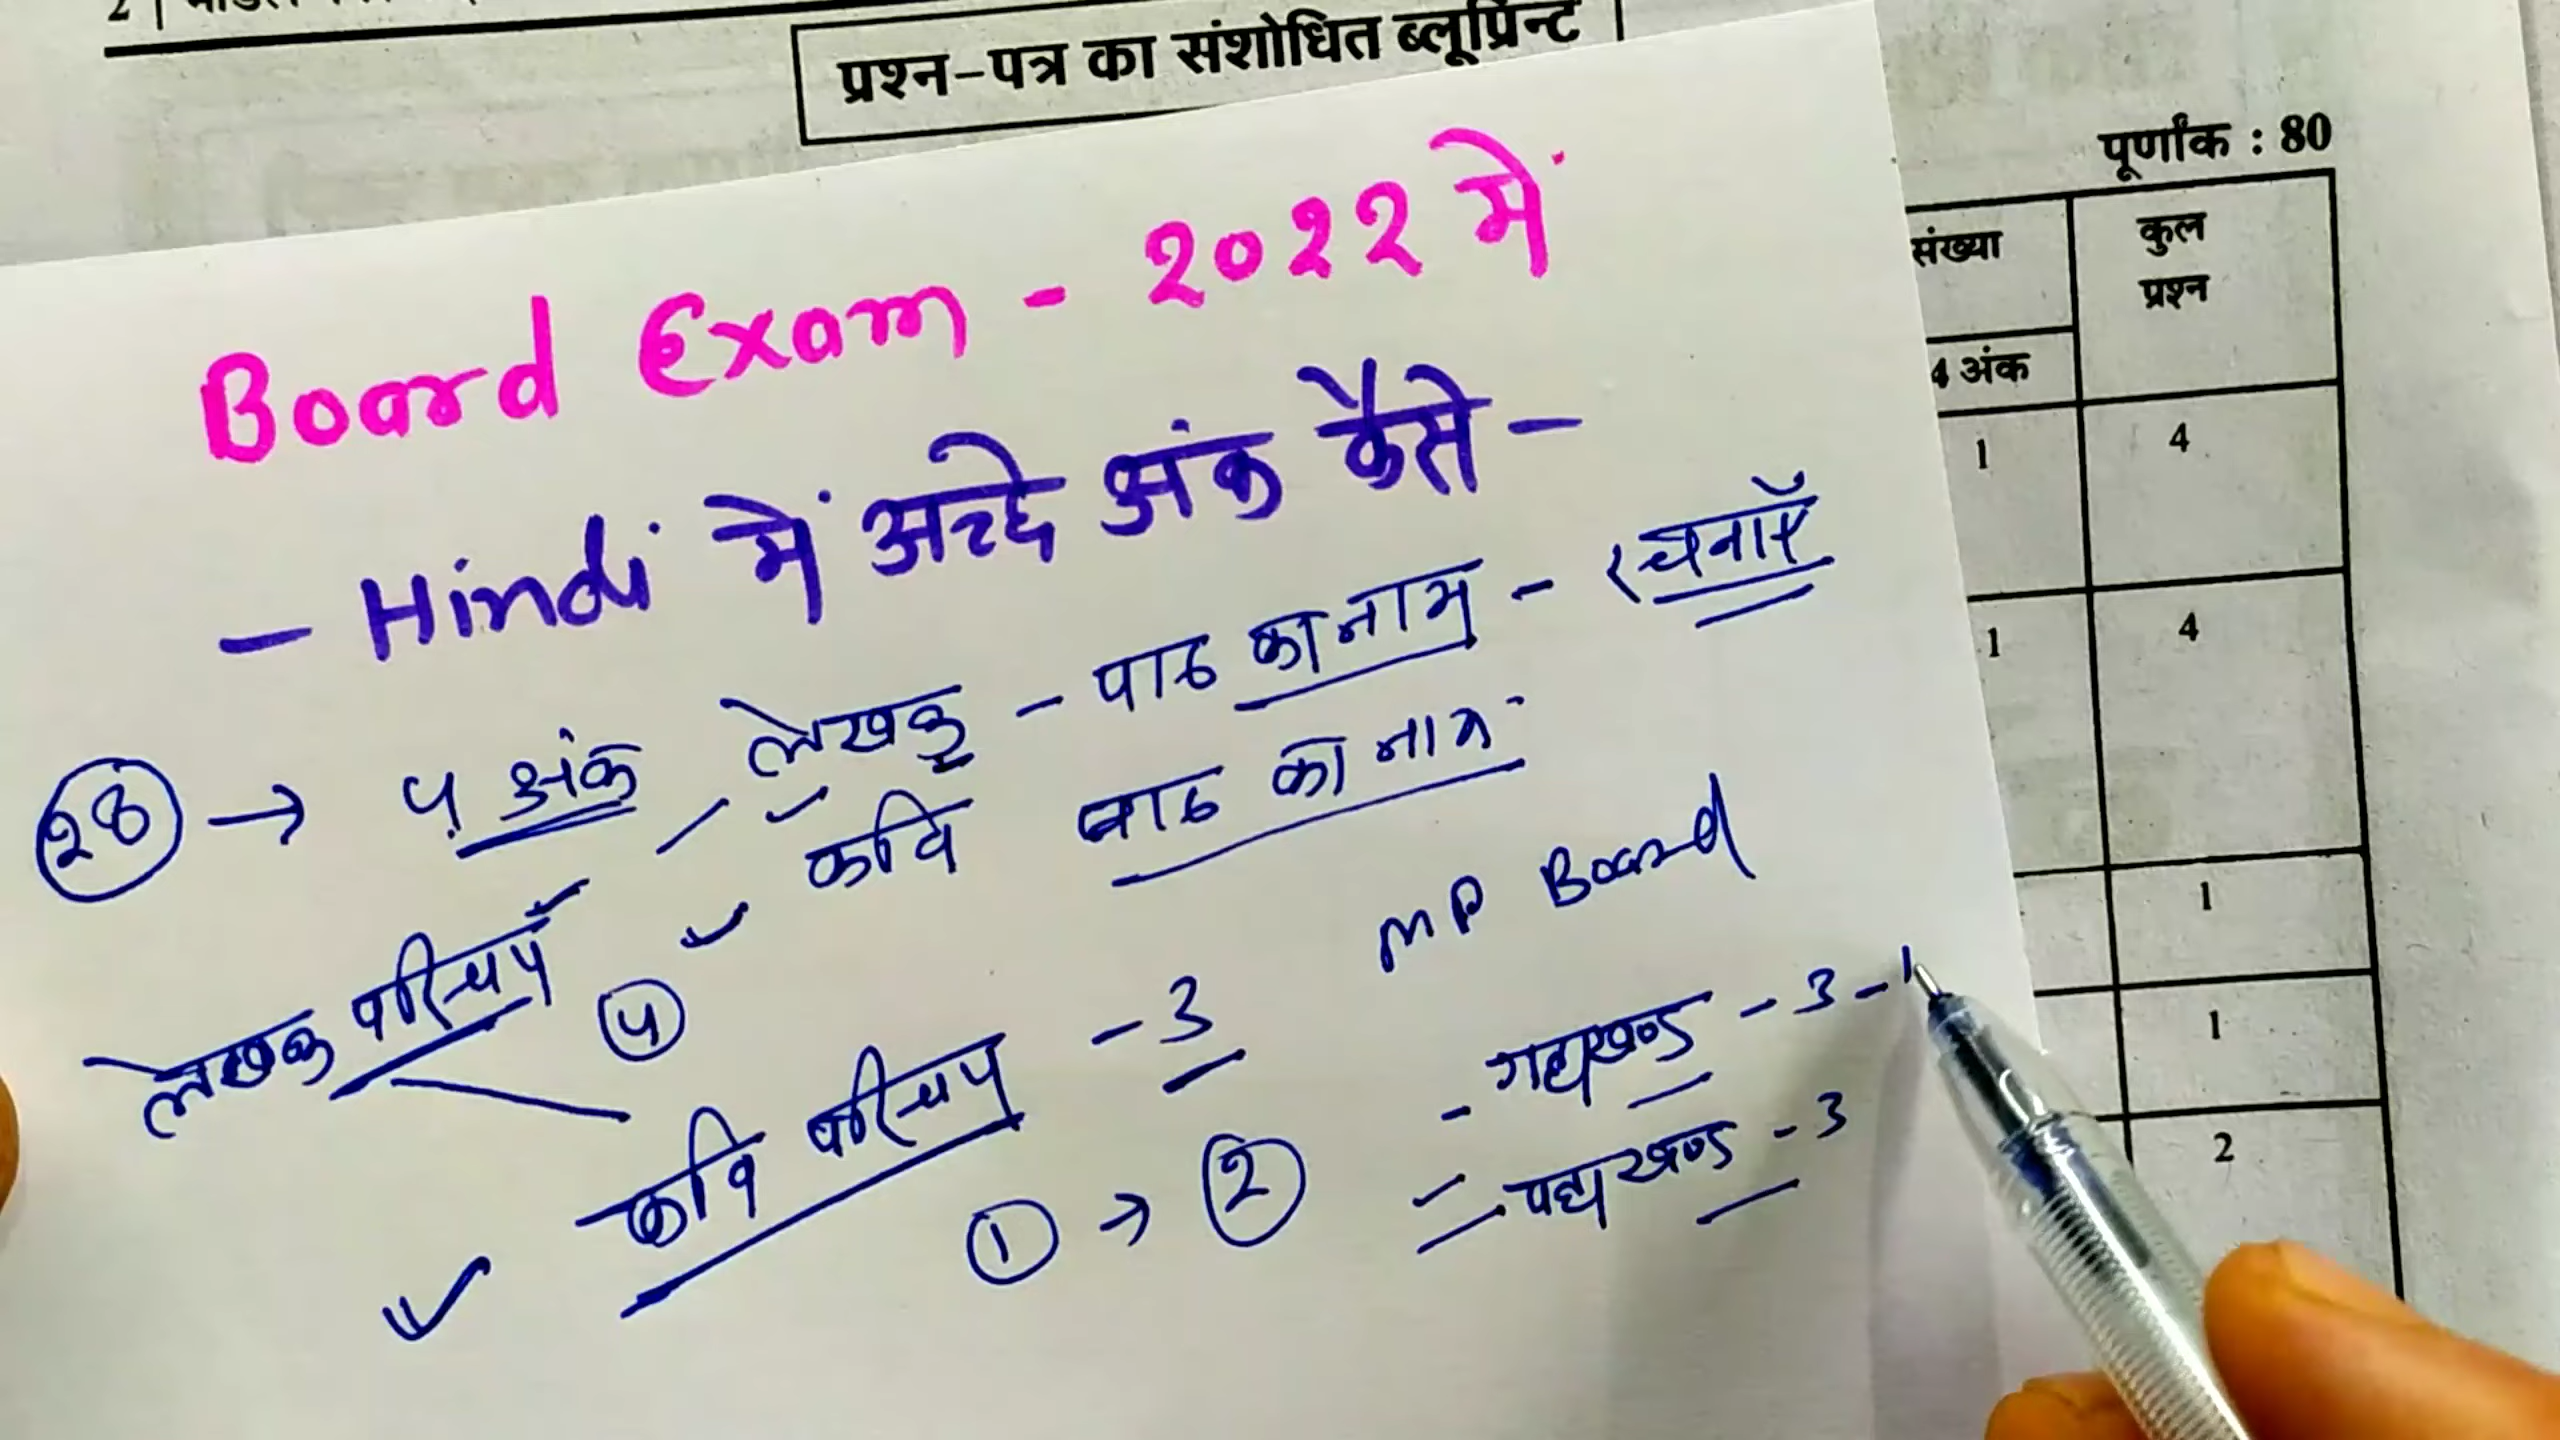 2 |
प्रश्न-पत्र का संशोधित ब्लूप्रिन्ट
पूर्णांक : 80
संख्या
कुल
प्रश्न
4 अंक
1 4
1 4
1
1
2
Board Exam - 2022 में
- Hindi में अच्छे अंक कैसे -
28 → 4 अंक लेखक - पाठ का नाम - रचनाएँ
कवि पाठ का नाम
लेखक परिचय
4
MP Board
कवि परिचय - 3
- गद्यखण्ड - 3 - 1
1 → 2
पद्यखण्ड - 3